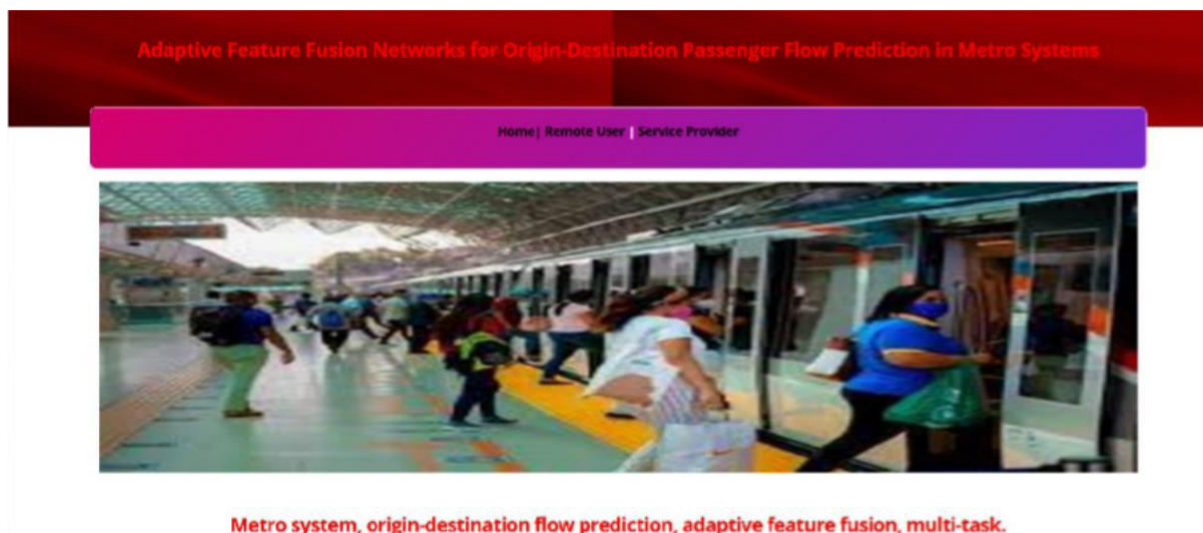 Adaptive Feature Fusion Networks for Origin-Destination Passenger Flow Prediction in Metro Systems
Home| Remote User | Service Provider
Metro system, origin-destination flow prediction, adaptive feature fusion, multi-task.